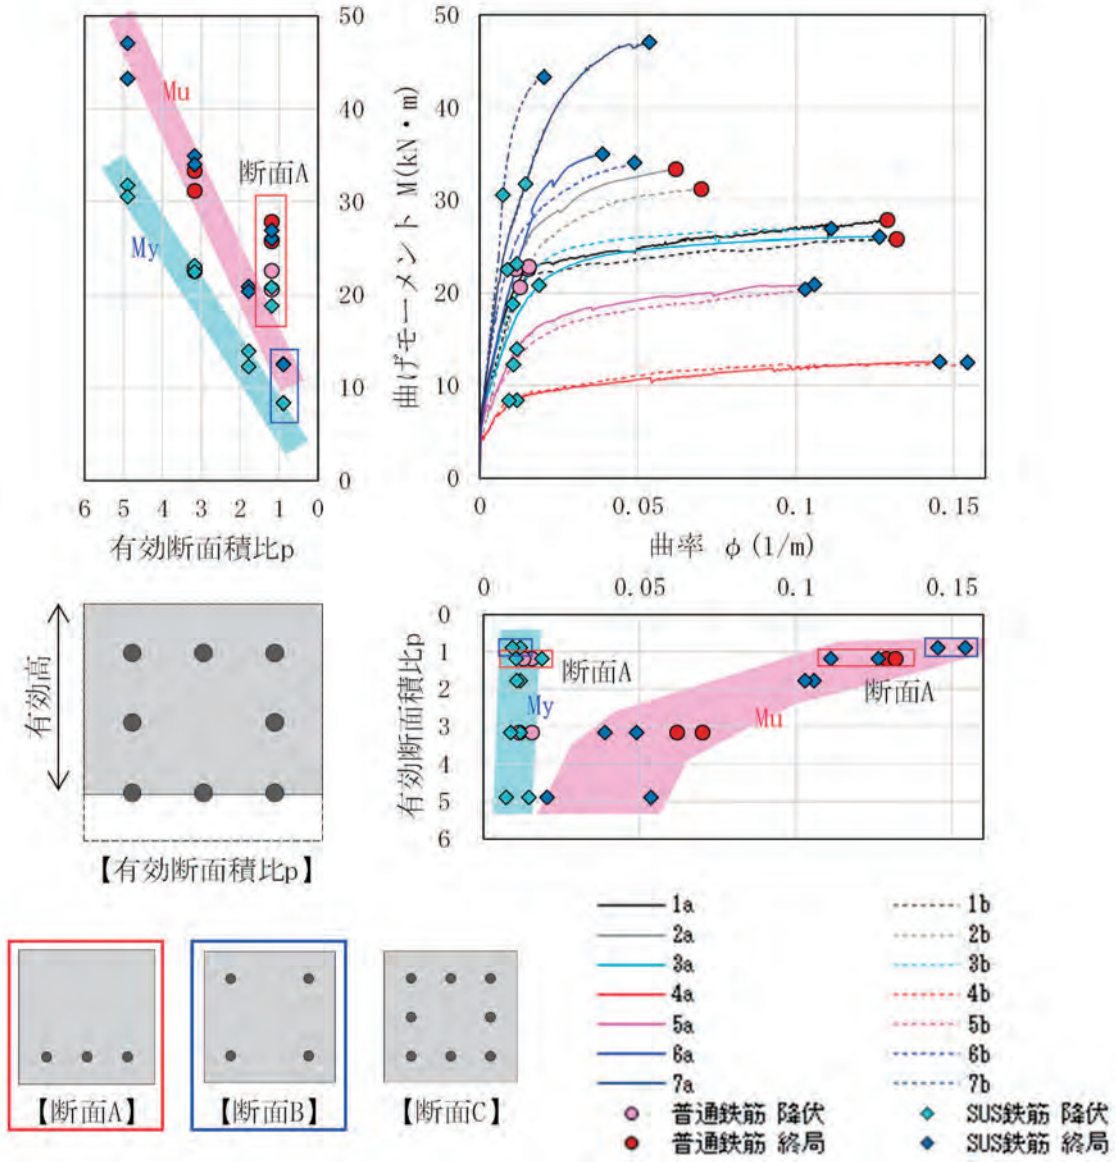 50
40
30
20
10
0
Mu
My
断面A
6 5 4 3 2 1 0
有効断面積比p
曲げモーメント M(kN・m)
50
40
30
20
10
0
0 0.05 0.1 0.15
曲率 φ (1/m)
有効高
【有効断面積比p】
0 0.05 0.1 0.15
有効断面積比p
0
1
2
3
4
5
6
断面A
My
断面A
Mu
【断面A】
【断面B】
【断面C】
1a 1b
2a 2b
3a 3b
4a 4b
5a 5b
6a 6b
7a 7b
普通鉄筋 降伏 SUS鉄筋 降伏
普通鉄筋 終局 SUS鉄筋 終局